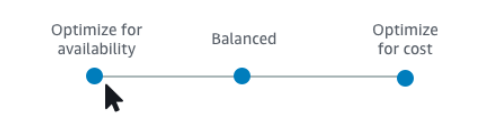 Optimize for
availability
Balanced
Optimize
for cost